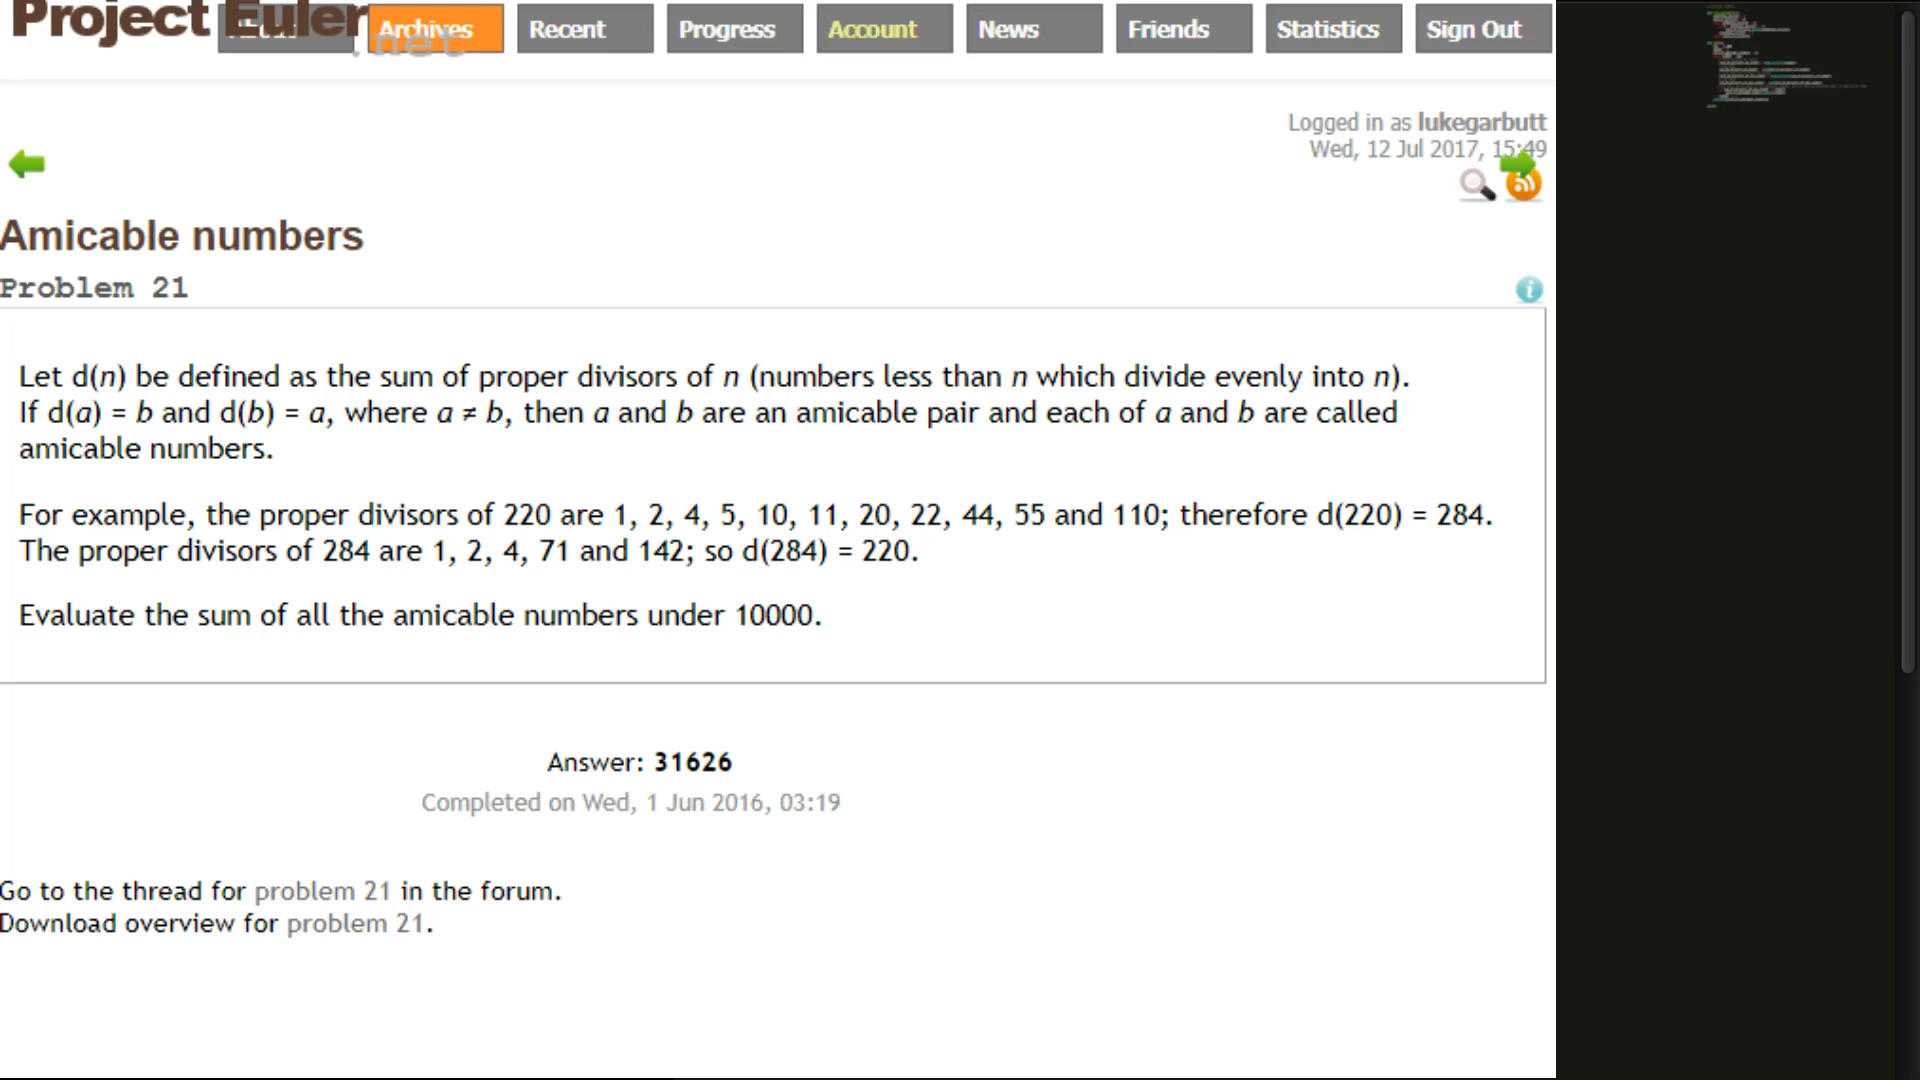 Project Euler
.net
Archives
Recent
Progress
Account
News
Friends
Statistics
Sign Out
Logged in as lukegarbutt
Wed, 12 Jul 2017, 15:49
Amicable numbers
Problem 21
Let d(n) be defined as the sum of proper divisors of n (numbers less than n which divide evenly into n).
If d(a) = b and d(b) = a, where a ≠ b, then a and b are an amicable pair and each of a and b are called
amicable numbers.
For example, the proper divisors of 220 are 1, 2, 4, 5, 10, 11, 20, 22, 44, 55 and 110; therefore d(220) = 284.
The proper divisors of 284 are 1, 2, 4, 71 and 142; so d(284) = 220.
Evaluate the sum of all the amicable numbers under 10000.
Answer: 31626
Completed on Wed, 1 Jun 2016, 03:19
Go to the thread for problem 21 in the forum.
Download overview for problem 21.